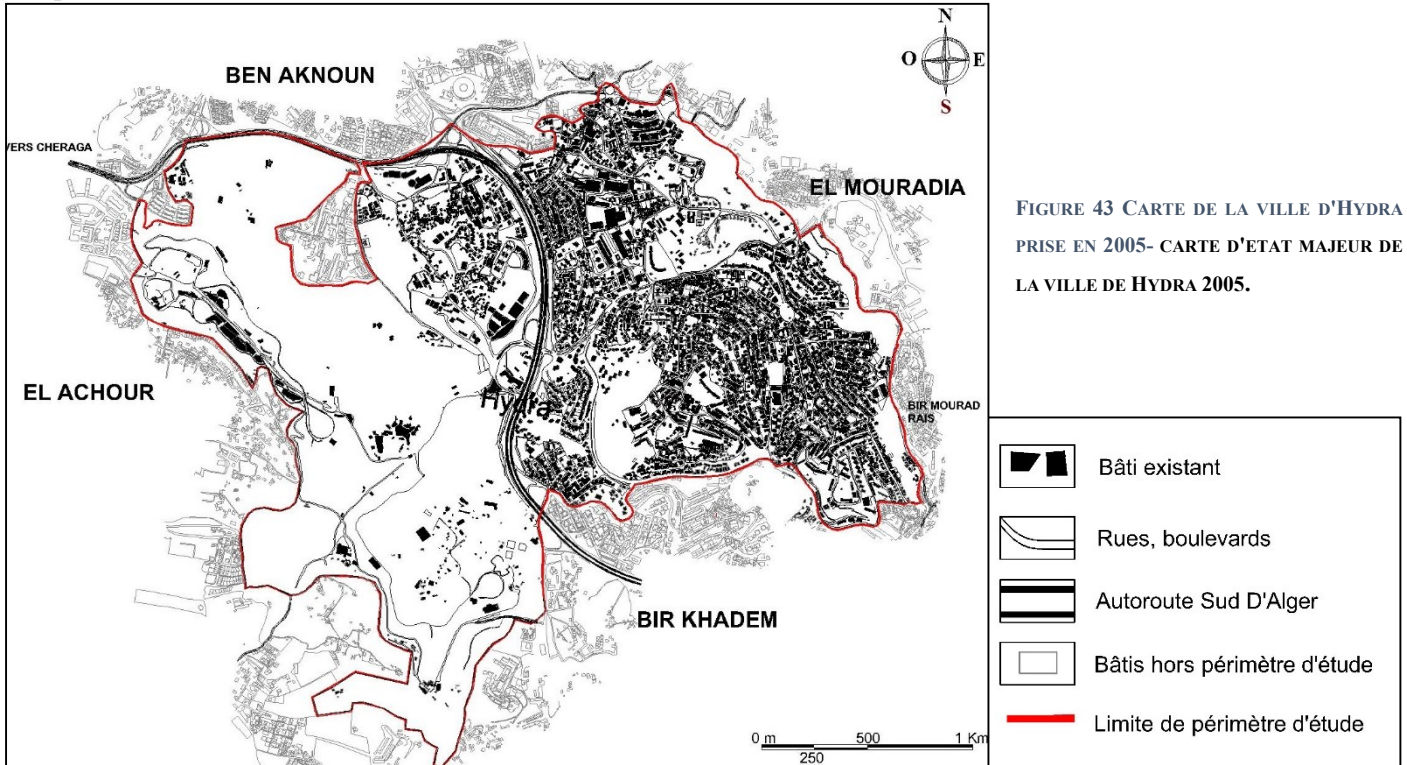 N
O E
S
BEN AKNOUN
VERS CHERAGA
EL MOURADIA
EL ACHOUR
Hydra
BIR MOURAD
RAIS
BIR KHADEM
0 m 500 1 Km
250
FIGURE 43 CARTE DE LA VILLE D'HYDRA
PRISE EN 2005- CARTE D'ETAT MAJEUR DE
LA VILLE DE HYDRA 2005.
Bâti existant
Rues, boulevards
Autoroute Sud D'Alger
Bâtis hors périmètre d'étude
Limite de périmètre d'étude